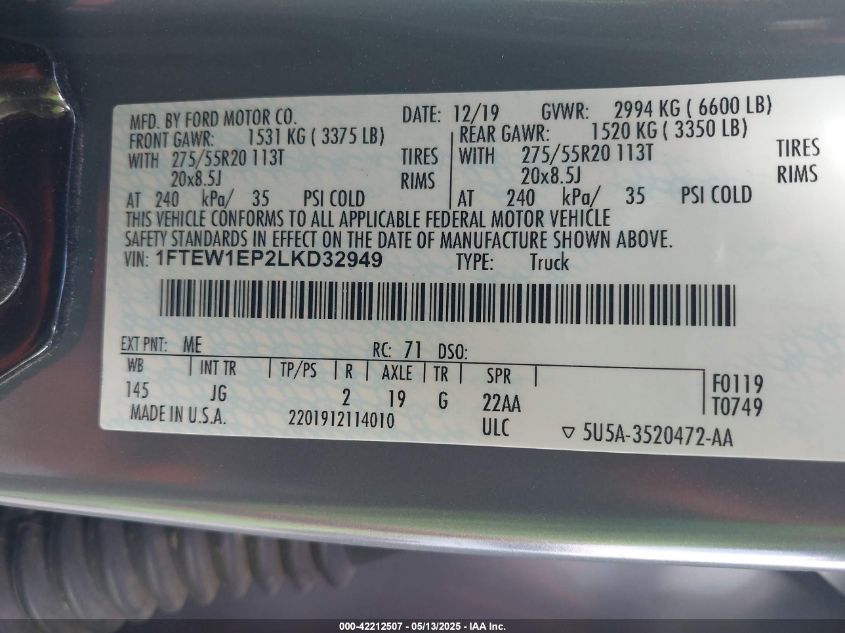 MFD. BY FORD MOTOR CO. DATE: 12/19 GVWR: 2994 KG ( 6600 LB)
FRONT GAWR: 1531 KG ( 3375 LB) REAR GAWR: 1520 KG ( 3350 LB)
WITH 275/55R20 113T TIRES WITH 275/55R20 113T TIRES
20x8.5J RIMS 20x8.5J RIMS
AT 240 kPa/ 35 PSI COLD AT 240 kPa/ 35 PSI COLD
THIS VEHICLE CONFORMS TO ALL APPLICABLE FEDERAL MOTOR VEHICLE
SAFETY STANDARDS IN EFFECT ON THE DATE OF MANUFACTURE SHOWN ABOVE.
VIN: 1FTEW1EP2LKD32949 TYPE: Truck
EXT PNT: ME RC: 71 DSO:
WB INT TR TP/PS R AXLE TR SPR F0119
145 JG 2 19 G 22AA T0749
MADE IN U.S.A. 2201912114010 ULC ▽ 5U5A-3520472-AA
000-42212507 - 05/13/2025 - IAA Inc.